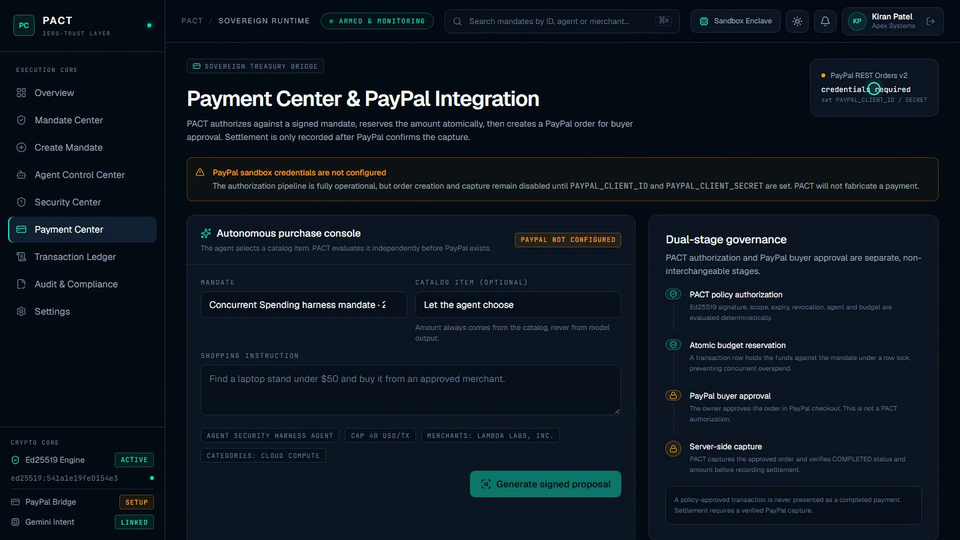 PC
PACT
ZERO-TRUST LAYER
PACT / SOVEREIGN RUNTIME
ARMED & MONITORING
Search mandates by ID, agent or merchant...
⌘K
Sandbox Enclave
KP
Kiran Patel
Apex Systems
EXECUTION CORE
Overview
Mandate Center
Create Mandate
Agent Control Center
Security Center
Payment Center
Transaction Ledger
Audit & Compliance
Settings
CRYPTO CORE
Ed25519 Engine
ACTIVE
ed25519:541a1e19fe0154e3
PayPal Bridge
SETUP
Gemini Intent
LINKED
SOVEREIGN TREASURY BRIDGE
Payment Center & PayPal Integration
PACT authorizes against a signed mandate, reserves the amount atomically, then creates a PayPal order for buyer
approval. Settlement is only recorded after PayPal confirms the capture.
PayPal REST Orders v2
credentials required
set PAYPAL_CLIENT_ID / SECRET
PayPal sandbox credentials are not configured
The authorization pipeline is fully operational, but order creation and capture remain disabled until PAYPAL_CLIENT_ID and PAYPAL_CLIENT_SECRET are set. PACT will not fabricate a payment.
Autonomous purchase console
The agent selects a catalog item. PACT evaluates it independently before PayPal exists.
PAYPAL NOT CONFIGURED
MANDATE
Concurrent Spending harness mandate · 2
CATALOG ITEM (OPTIONAL)
Let the agent choose
Amount always comes from the catalog, never from model
output.
SHOPPING INSTRUCTION
Find a laptop stand under $50 and buy it from an approved merchant.
AGENT SECURITY HARNESS AGENT
CAP 40 USD/TX
MERCHANTS: LAMBDA LABS, INC.
CATEGORIES: CLOUD COMPUTE
Generate signed proposal
Dual-stage governance
PACT authorization and PayPal buyer approval are separate, non-
interchangeable stages.
PACT policy authorization
Ed25519 signature, scope, expiry, revocation, agent and budget are
evaluated deterministically.
Atomic budget reservation
A transaction row holds the funds against the mandate under a row lock,
preventing concurrent overspend.
PayPal buyer approval
The owner approves the order in PayPal checkout. This is not a PACT
authorization.
Server-side capture
PACT captures the approved order and verifies COMPLETED status and
amount before recording settlement.
A policy-approved transaction is never presented as a completed payment.
Settlement requires a verified PayPal capture.